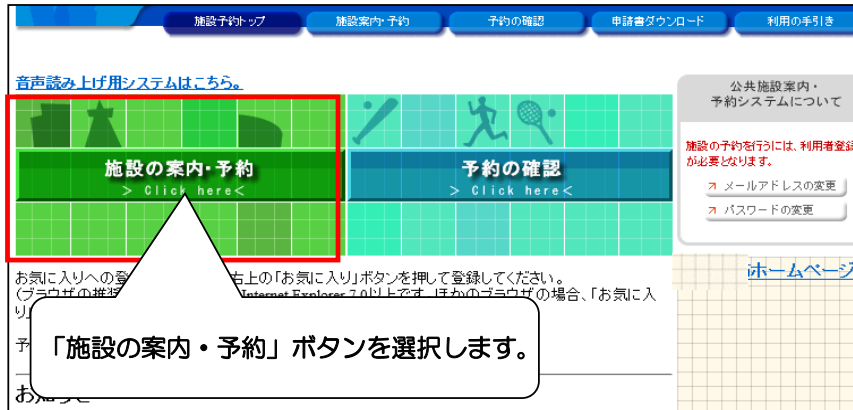 施設予約トップ
施設案内・予約
予約の確認
申請書ダウンロード
利用の手引き
音声読み上げ用システムはこちら。
施設の案内・予約
> Click here<
予約の確認
> Click here<
公共施設案内・
予約システムについて
施設の予約を行うには、利用者登録
が必要となります。
メールアドレスの変更
パスワードの変更
ホームページ
お気に入りへの登 右上の「お気に入り」ボタンを押して登録してください。
(ブラウザの推奨 Internet Explorer 7.0以上です。ほかのブラウザの場合、「お気に入
り」
予
「施設の案内・予約」ボタンを選択します。
お知らせ